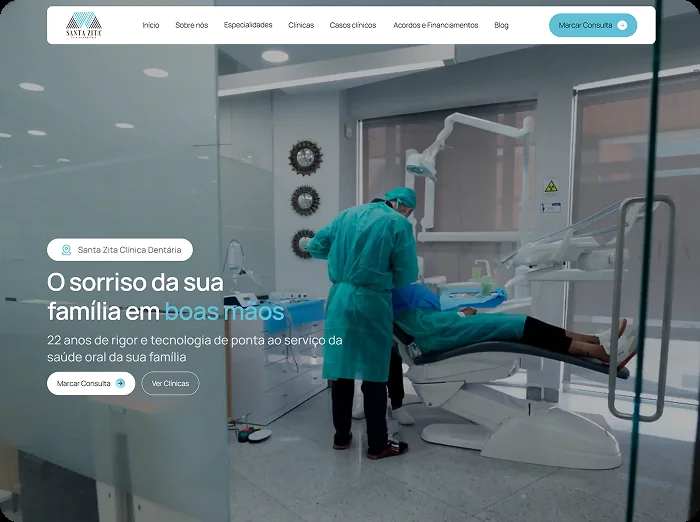 SANTA ZITA
Início
Sobre nós
Especialidades
Clínicas
Casos clínicos
Acordos e Financiamentos
Blog
Marcar Consulta
Santa Zita Clínica Dentária
O sorriso da sua
família em boas mãos
22 anos de rigor e tecnologia de ponta ao serviço da
saúde oral da sua família
Marcar Consulta
Ver Clínicas